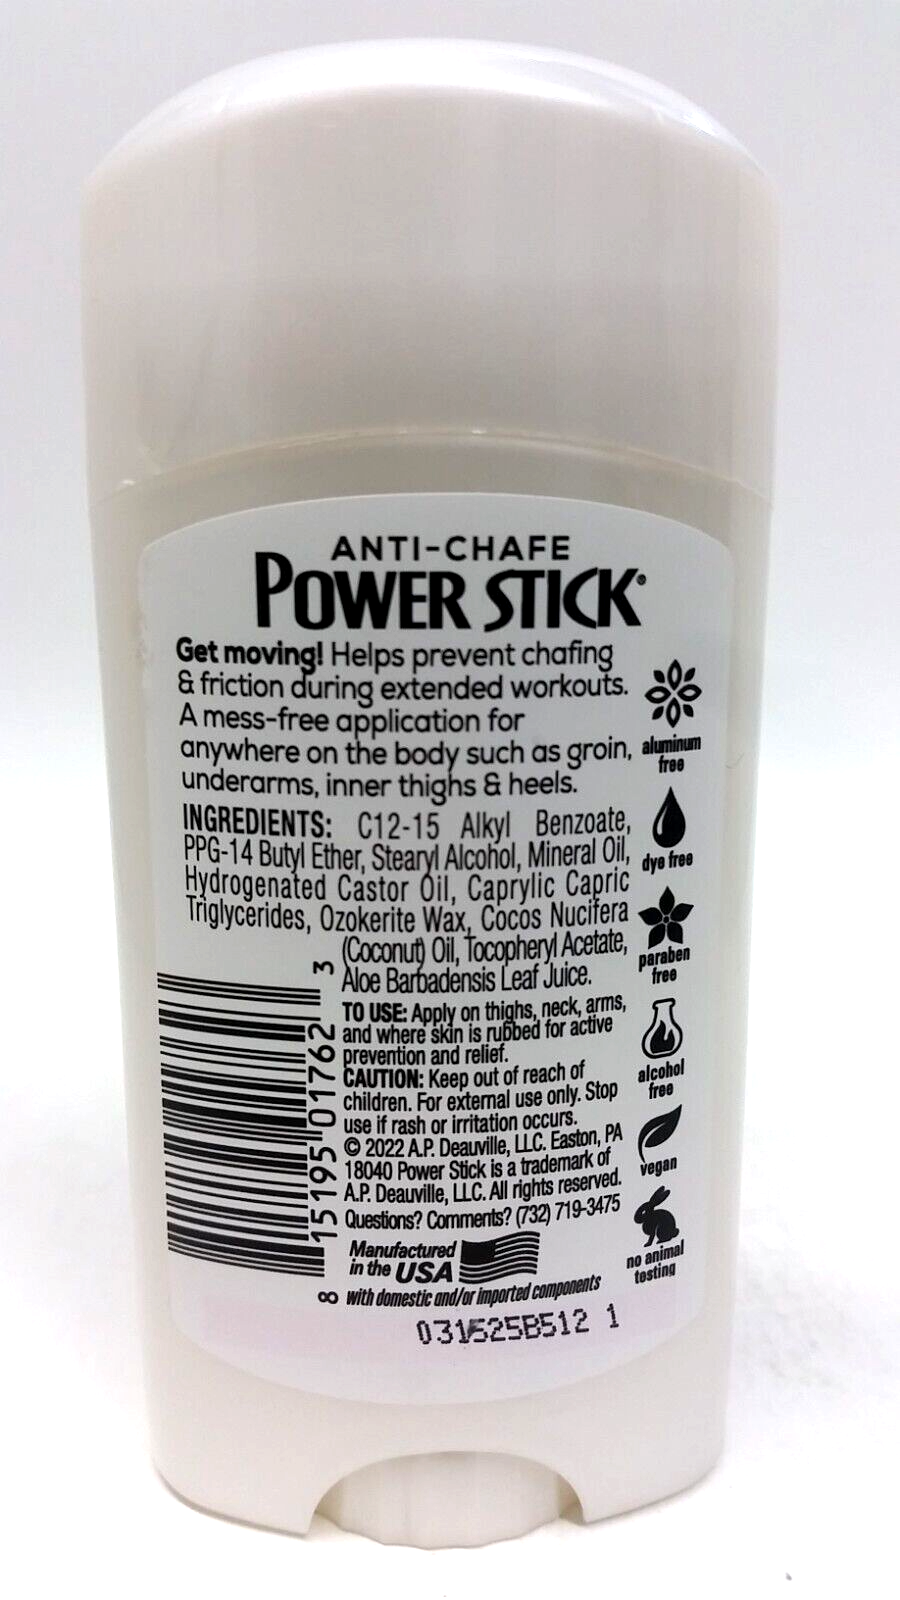 ANTI-CHAFE
POWER STICK
Get moving! Helps prevent chafing
& friction during extended workouts.
A mess-free application for
anywhere on the body such as groin,
underarms, inner thighs & heels.
INGREDIENTS: C12-15 Alkyl Benzoate,
PPG-14 Butyl Ether, Stearyl Alcohol, Mineral Oil,
Hydrogenated Castor Oil, Caprylic Capric
Triglycerides, Ozokerite Wax, Cocos Nucifera
(Coconut) Oil, Tocopheryl Acetate,
Aloe Barbadensis Leaf Juice.
TO USE: Apply on thighs, neck, arms,
and where skin is rubbed for active
prevention and relief.
CAUTION: Keep out of reach of
children. For external use only. Stop
use if rash or irritation occurs.
© 2022 A.P. Deauville, LLC. Easton, PA
18040 Power Stick is a trademark of
A.P. Deauville, LLC. All rights reserved.
Questions? Comments? (732) 719-3475
Manufactured
in the USA
with domestic and/or imported components
8 15195 01762 3
aluminum
free
dye free
paraben
free
alcohol
free
vegan
no animal
testing
031525B512 1